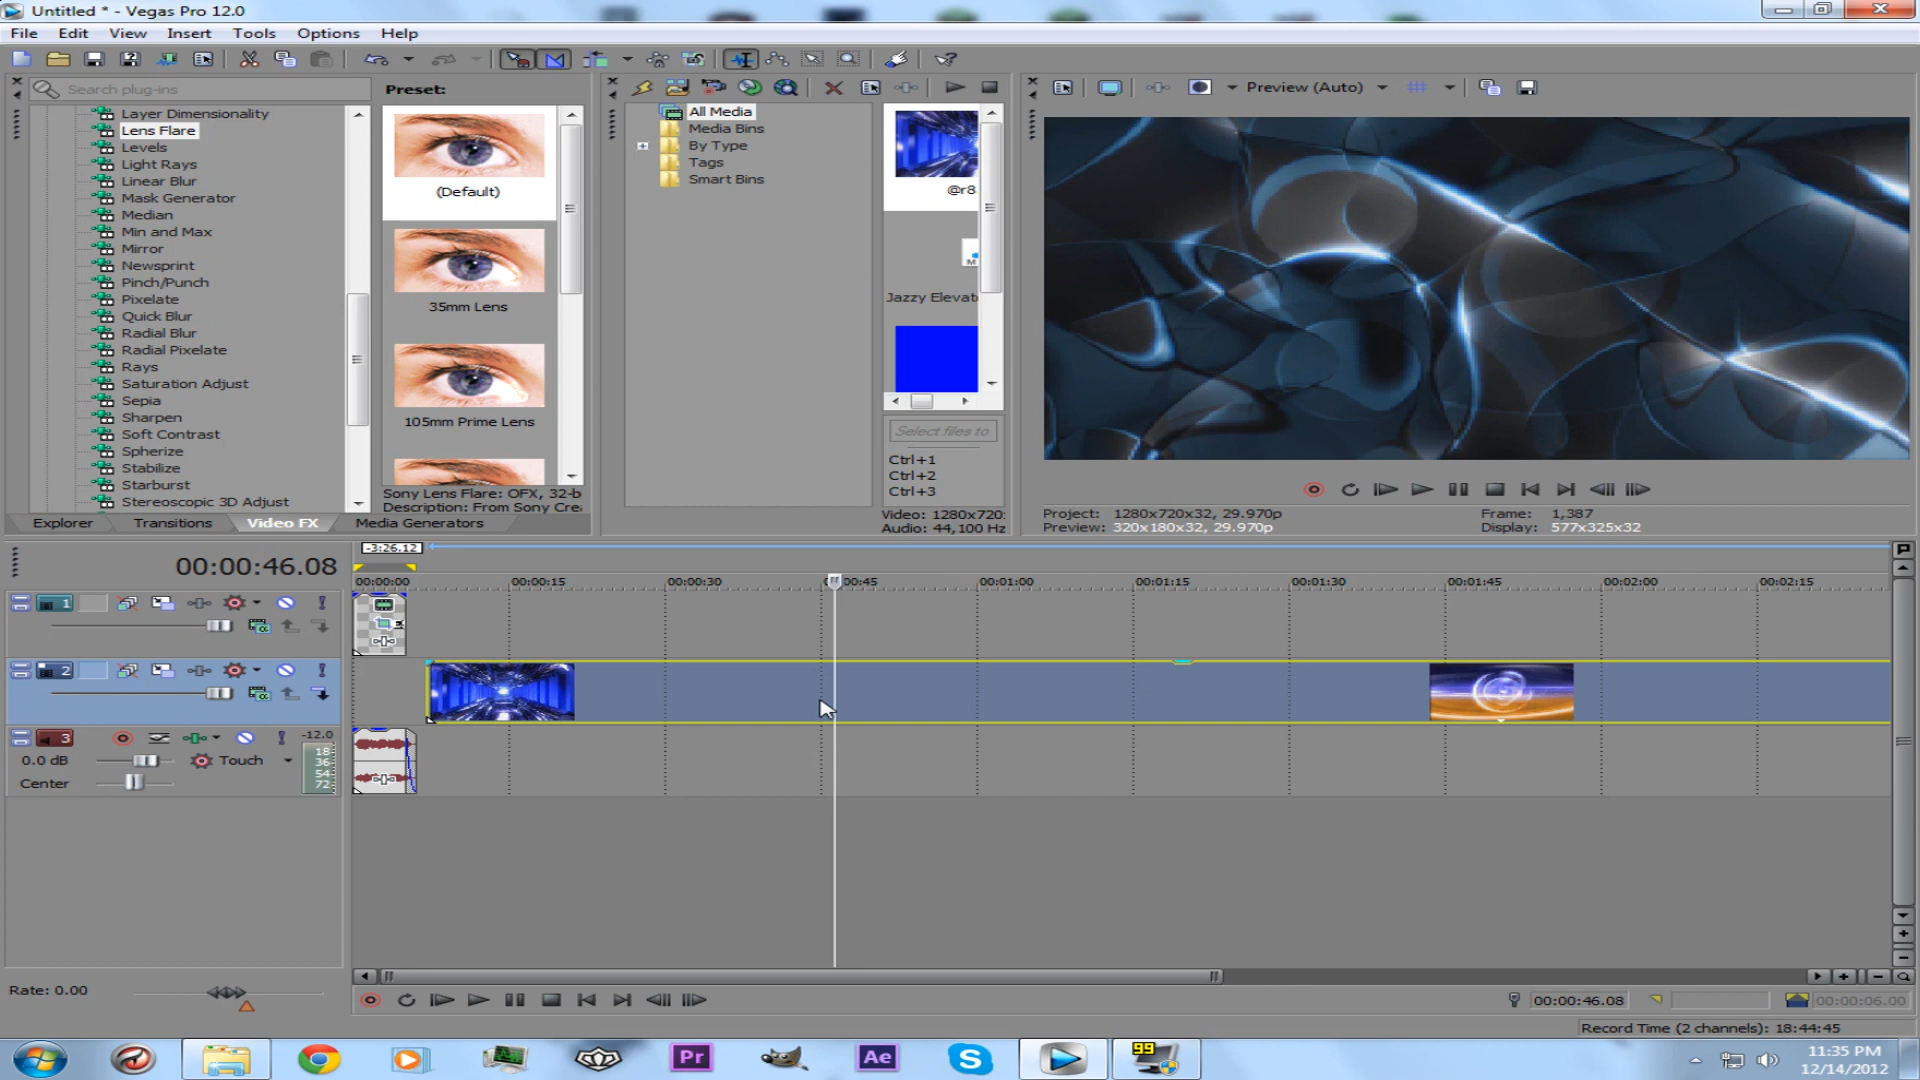 Untitled * - Vegas Pro 12.0
File Edit View Insert Tools Options Help
Search plug-ins
Preset:
Preview (Auto)
Layer Dimensionality
Lens Flare
Levels
Light Rays
Linear Blur
Mask Generator
Median
Min and Max
Mirror
Newsprint
Pinch/Punch
Pixelate
Quick Blur
Radial Blur
Radial Pixelate
Rays
Saturation Adjust
Sepia
Sharpen
Soft Contrast
Spherize
Stabilize
Starburst
Stereoscopic 3D Adjust
(Default)
35mm Lens
105mm Prime Lens
Sony Lens Flare: OFX, 32-b
Description: From Sony Crea
Explorer Transitions Video FX Media Generators
All Media
Media Bins
By Type
Tags
Smart Bins
@r8
M
Jazzy Elevat
Select files to
Ctrl+1
Ctrl+2
Ctrl+3
Video: 1280x720:
Audio: 44,100 Hz
Project: 1280x720x32, 29.970p
Preview: 320x180x32, 29.970p
Frame: 1,387
Display: 577x325x32
00:00:46.08
-3:26.12
00:00:00 00:00:15 00:00:30 00:00:45 00:01:00 00:01:15 00:01:30 00:01:45 00:02:00 00:02:15
1
2
3
-12.0
0.0 dB
Touch
Center
18
36
54
72
Rate: 0.00
00:00:46.08
00:00:06.00
Record Time (2 channels): 18:44:45
Pr
Ae
S
99
11:35 PM
12/14/2012